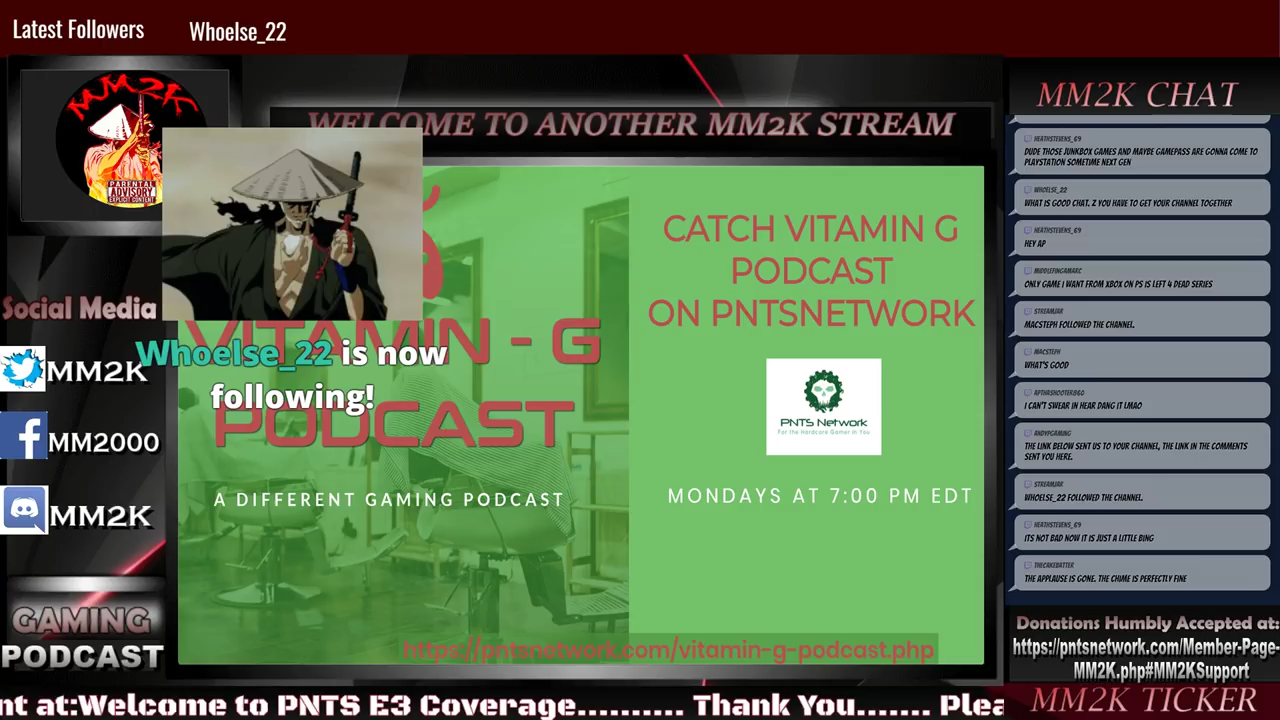 Latest Followers
Whoelse_22
MM2K
PARENTAL
ADVISORY
EXPLICIT CONTENT
WELCOME TO ANOTHER MM2K STREAM
Social Media
MM2K
MM2000
MM2K
GAMING
PODCAST
VITAMIN - G
Whoelse_22 is now
following!
PODCAST
A DIFFERENT GAMING PODCAST
CATCH VITAMIN G
PODCAST
ON PNTSNETWORK
PNTS Network
For the Hardcore Gamer in You
MONDAYS AT 7:00 PM EDT
https://pntsnetwork.com/vitamin-g-podcast.php
MM2K CHAT
HEATHSTEVENS_69
DUDE THOSE JUNKBOX GAMES AND MAYBE GAMEPASS ARE GONNA COME TO
PLAYSTATION SOMETIME NEXT GEN
WHOELSE_22
WHAT IS GOOD CHAT. Z YOU HAVE TO GET YOUR CHANNEL TOGETHER
HEATHSTEVENS_69
HEY AP
MIDDLEFINGAMARC
ONLY GAME I WANT FROM XBOX ON PS IS LEFT 4 DEAD SERIES
STREAMJAR
MACSTEPH FOLLOWED THE CHANNEL.
MACSTEPH
WHAT'S GOOD
APTHASHOOTER860
I CAN'T SWEAR IN HEAR DANG IT LMAO
ANDYPGAMING
THE LINK BELOW SENT US TO YOUR CHANNEL, THE LINK IN THE COMMENTS
SENT YOU HERE.
STREAMJAR
WHOELSE_22 FOLLOWED THE CHANNEL.
HEATHSTEVENS_69
ITS NOT BAD NOW IT IS JUST A LITTLE BING
THECAKEBATTER
THE APPLAUSE IS GONE. THE CHIME IS PERFECTLY FINE
Donations Humbly Accepted at:
https://pntsnetwork.com/Member-Page-
MM2K.php#MM2KSupport
nt at:Welcome to PNTS E3 Coverage.......... Thank You....... Plea
MM2K TICKER